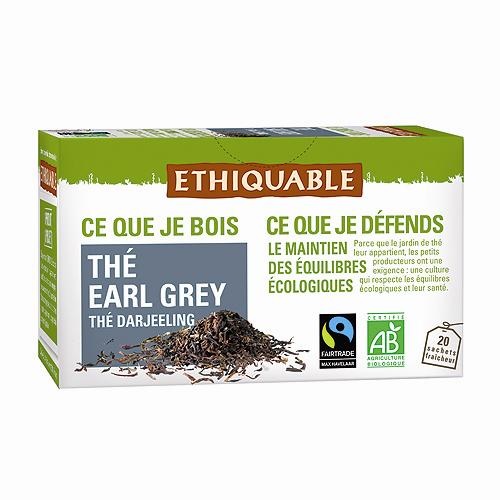 ETHIQUABLE
CE QUE JE BOIS
THÉ
EARL GREY
THÉ DARJEELING
CE QUE JE DÉFENDS
LE MAINTIEN
DES ÉQUILIBRES
ÉCOLOGIQUES
Parce que le jardin de thé
leur appartient, les petits
producteurs ont une
exigence : une culture
qui respecte les équilibres
écologiques et leur santé.
FAIRTRADE
MAX HAVELAAR
CERTIFIÉ
AB
AGRICULTURE
BIOLOGIQUE
20
sachets
fraîcheur